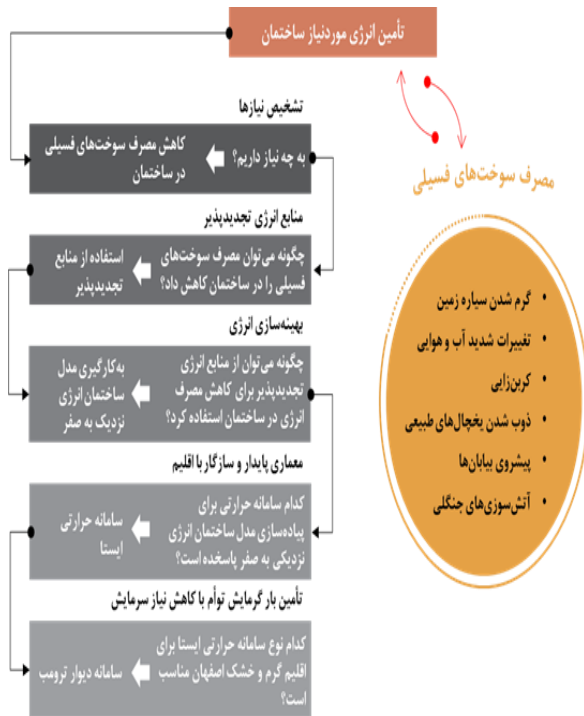 تأمین انرژی موردنیاز ساختمان
مصرف سوخت‌های فسیلی
گرم شدن سیاره زمین
تغییرات شدید آب و هوایی
کربن‌زایی
ذوب شدن یخچال‌های طبیعی
پیشروی بیابان‌ها
آتش‌سوزی‌های جنگلی
تشخیص نیازها
به چه نیاز داریم؟
کاهش مصرف سوخت‌های فسیلی
در ساختمان
منابع انرژی تجدیدپذیر
چگونه می‌توان مصرف سوخت‌های
فسیلی را در ساختمان کاهش داد؟
استفاده از منابع
تجدیدپذیر
بهینه‌سازی انرژی
چگونه می‌توان از منابع انرژی
تجدیدپذیر برای کاهش مصرف
انرژی در ساختمان استفاده کرد؟
به‌کارگیری مدل
ساختمان انرژی
نزدیک به صفر
معماری پایدار و سازگار با اقلیم
کدام سامانه حرارتی برای
پیاده‌سازی مدل ساختمان انرژی
نزدیکی به صفر پاسخده است؟
سامانه حرارتی
ایستا
تأمین بار گرمایش توأم با کاهش نیاز سرمایش
کدام نوع سامانه حرارتی ایستا برای
اقلیم گرم و خشک اصفهان مناسب
است؟
سامانه دیوار ترومب